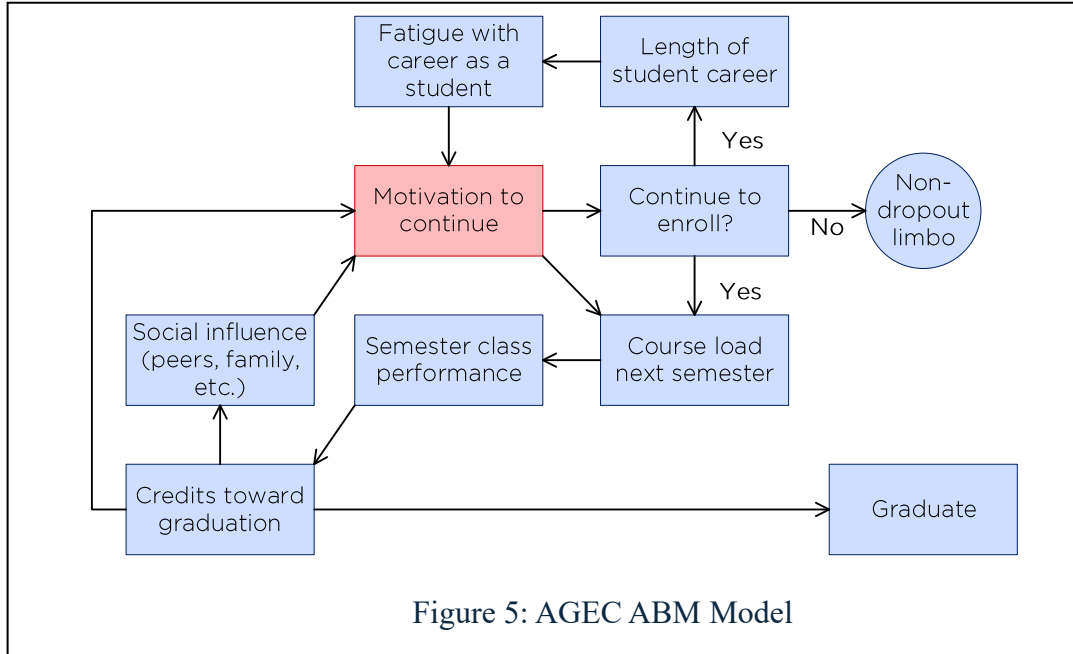 Fatigue with
career as a
student
Length of
student career
Yes
Motivation to
continue
Continue to
enroll?
No
Non-
dropout
limbo
Yes
Social influence
(peers, family,
etc.)
Semester class
performance
Course load
next semester
Credits toward
graduation
Graduate
Figure 5: AGEC ABM Model